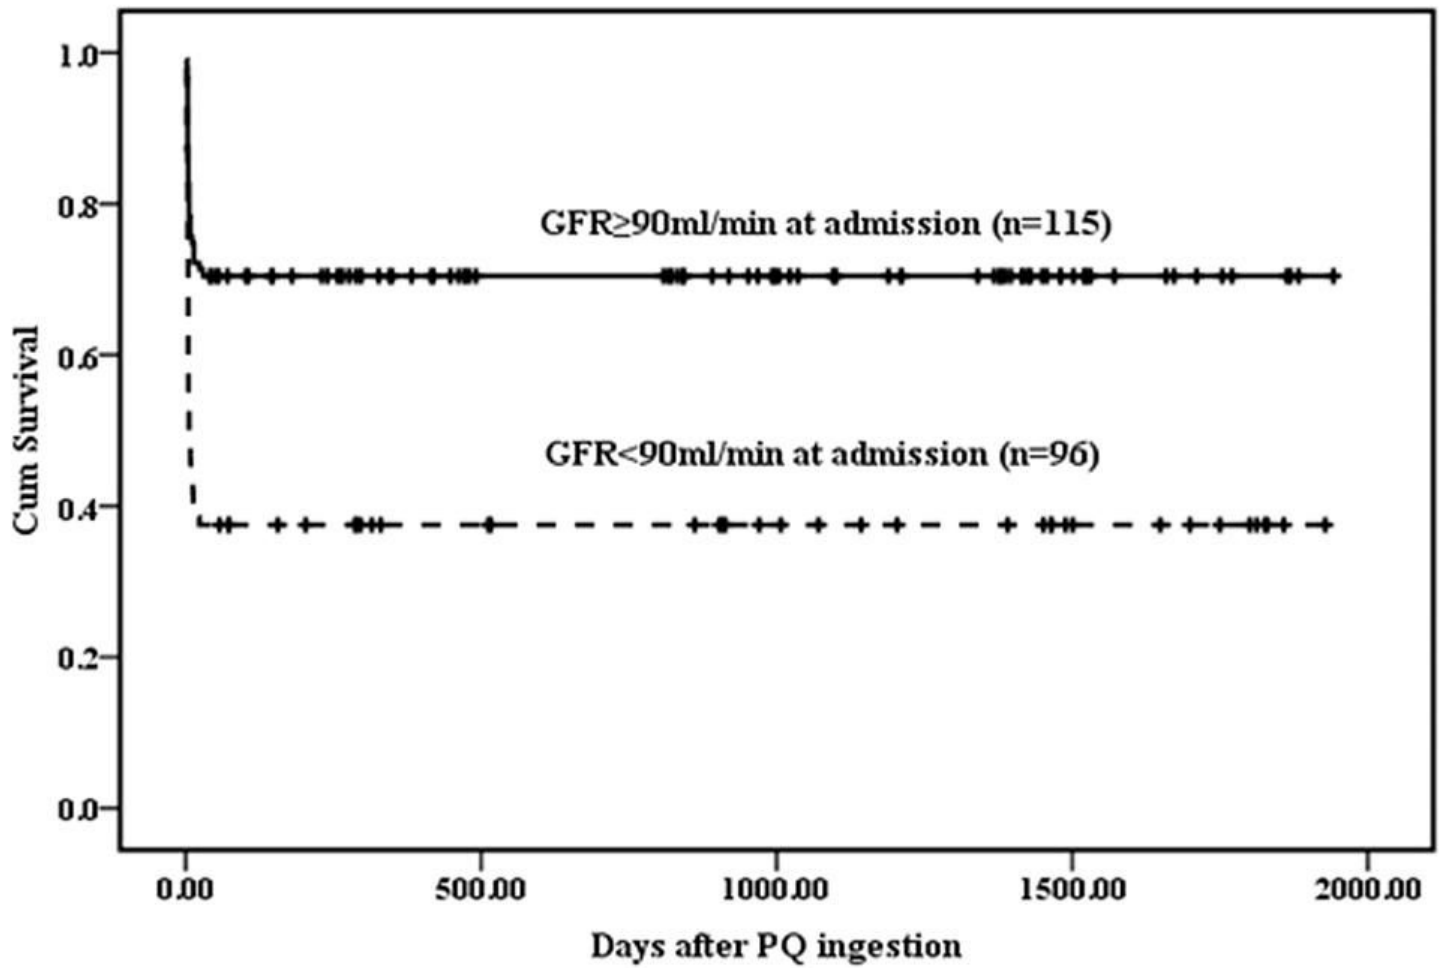 1.0
0.8
GFR≥90ml/min at admission (n=115)
0.6
Cum Survival
GFR<90ml/min at admission (n=96)
0.4
0.2
0.0
0.00 500.00 1000.00 1500.00 2000.00
Days after PQ ingestion